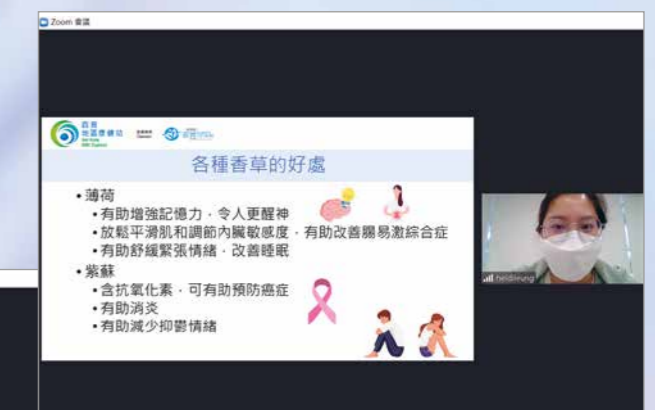 Zoom 會議
各種香草的好處
• 薄荷
• 有助增強記憶力，令人更醒神
• 放鬆平滑肌和調節內臟敏感度，有助改善腸易激綜合症
• 有助舒緩緊張情緒，改善睡眠
• 紫蘇
• 含抗氧化素，可有助預防癌症
• 有助消炎
• 有助減少抑鬱情緒
heidileung